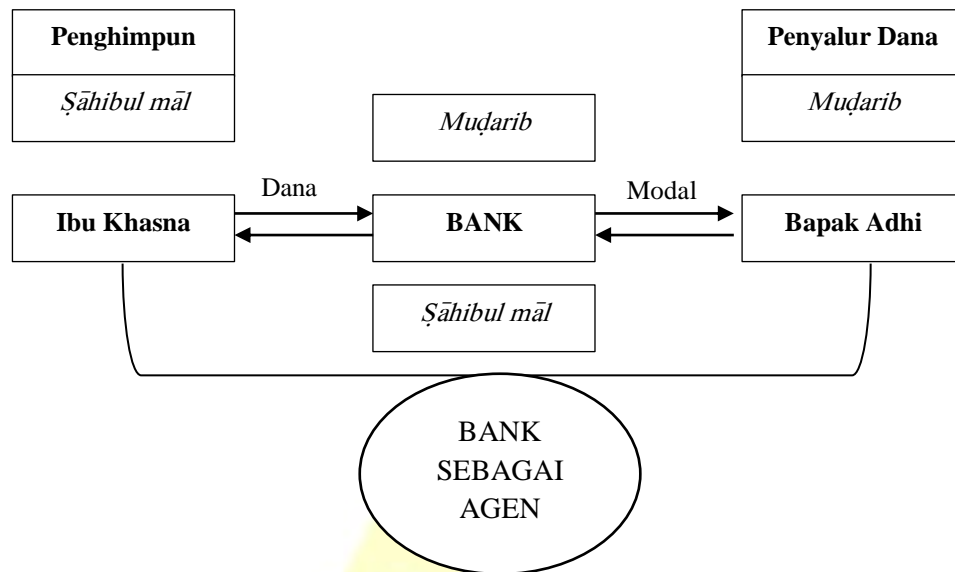 Penghimpun
Ṣāhibul māl
Penyalur Dana
Muḍarib
Muḍarib
Dana
Modal
Ibu Khasna
BANK
Bapak Adhi
Ṣāhibul māl
BANK
SEBAGAI
AGEN